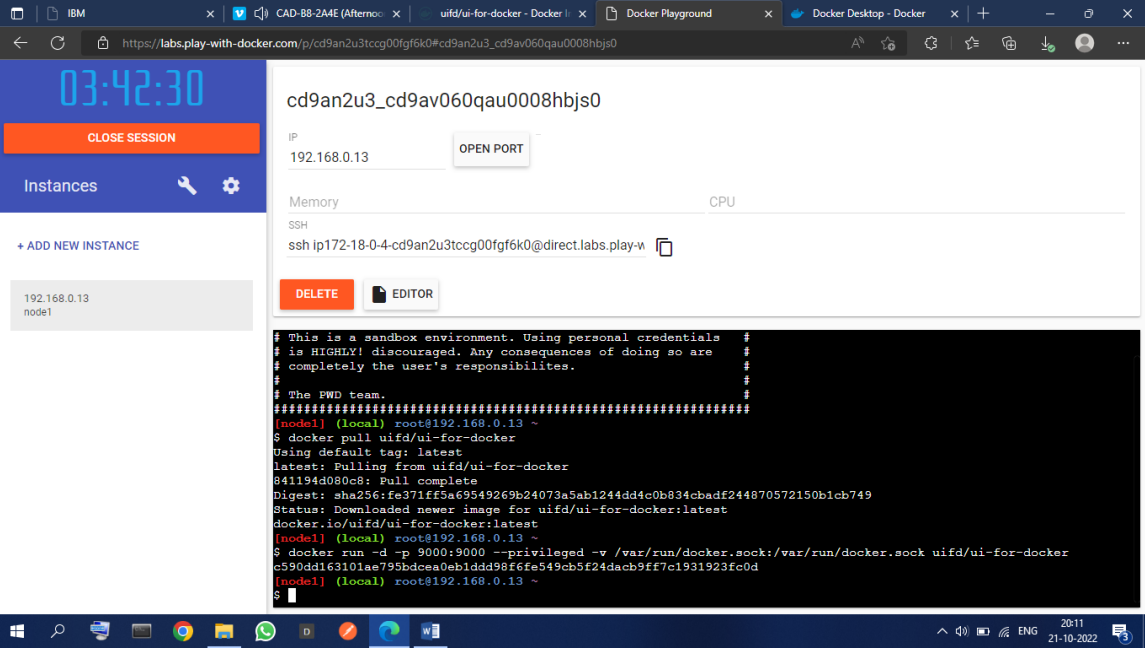 IBM
CAD-B8-2A4E (Afternoo
uifd/ui-for-docker - Docker I
Docker Playground
Docker Desktop - Docker
https://labs.play-with-docker.com/p/cd9an2u3tccg00fgf6k0#cd9an2u3_cd9av060qau0008hbjs0
03:42:30
CLOSE SESSION
Instances
+ ADD NEW INSTANCE
192.168.0.13
node1
cd9an2u3_cd9av060qau0008hbjs0
IP
192.168.0.13
OPEN PORT
Memory
CPU
SSH
ssh ip172-18-0-4-cd9an2u3tccg00fgf6k0@direct.labs.play-w
DELETE
EDITOR
# This is a sandbox environment. Using personal credentials #
# is HIGHLY! discouraged. Any consequences of doing so are #
# completely the user's responsibilites. #
# #
# The PWD team. #
###############################################################
[node1] (local) root@192.168.0.13 ~
$ docker pull uifd/ui-for-docker
Using default tag: latest
latest: Pulling from uifd/ui-for-docker
841194d080c8: Pull complete
Digest: sha256:fe371ff5a69549269b24073a5ab1244dd4c0b834cbadf244870572150b1cb749
Status: Downloaded newer image for uifd/ui-for-docker:latest
docker.io/uifd/ui-for-docker:latest
[node1] (local) root@192.168.0.13 ~
$ docker run -d -p 9000:9000 --privileged -v /var/run/docker.sock:/var/run/docker.sock uifd/ui-for-docker
c590dd163101ae795bdcea0eb1ddd98f6fe549cb5f24dacb9ff7c1931923fc0d
[node1] (local) root@192.168.0.13 ~
$
D
ENG
20:11
21-10-2022
3